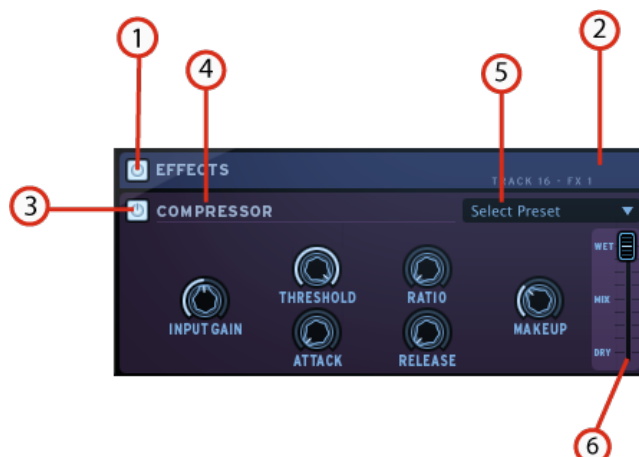 1
2
4
5
EFFECTS
TRACK 16 - FX 1
3
COMPRESSOR
Select Preset
WET
THRESHOLD
RATIO
MIX
INPUT GAIN
MAKEUP
ATTACK
RELEASE
DRY
6